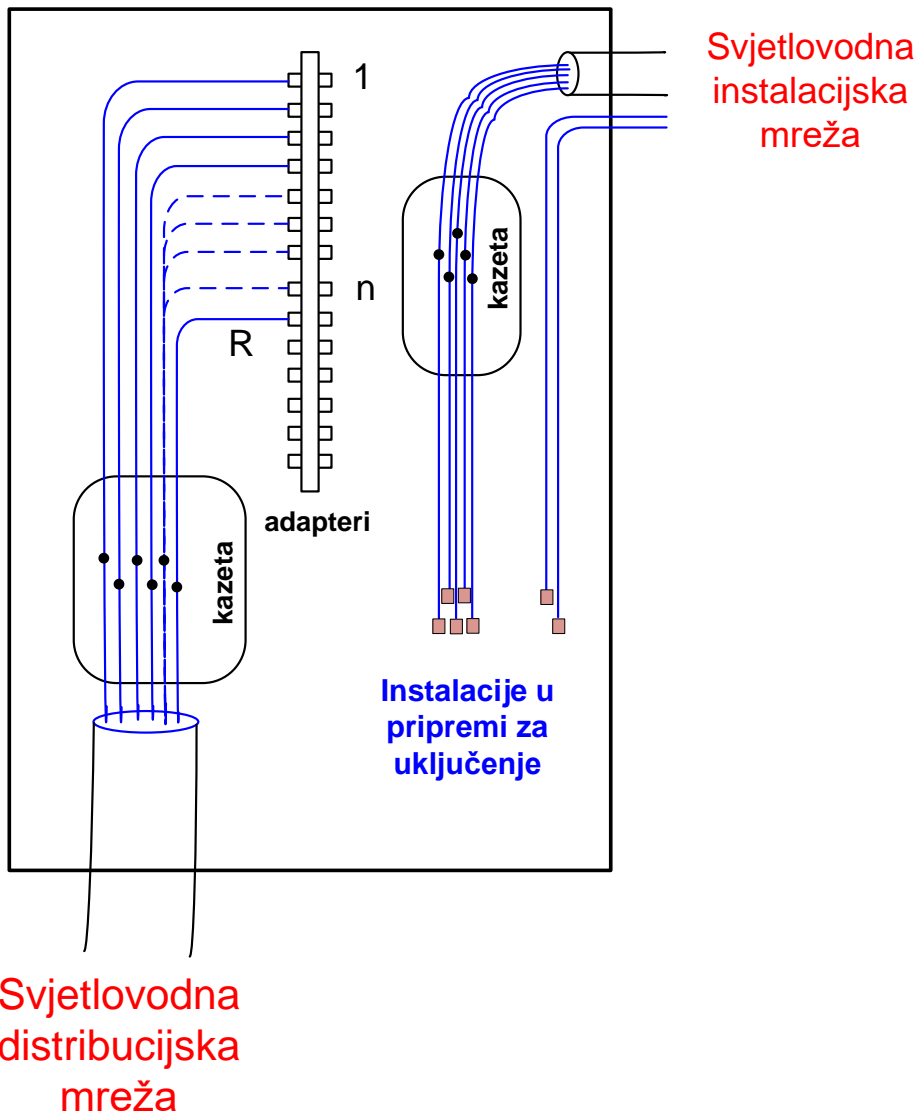 Svjetlovodna
instalacijska
mreža
1
n
R
kazeta
adapteri
kazeta
Instalacije u
pripremi za
uključenje
Svjetlovodna
distribucijska
mreža